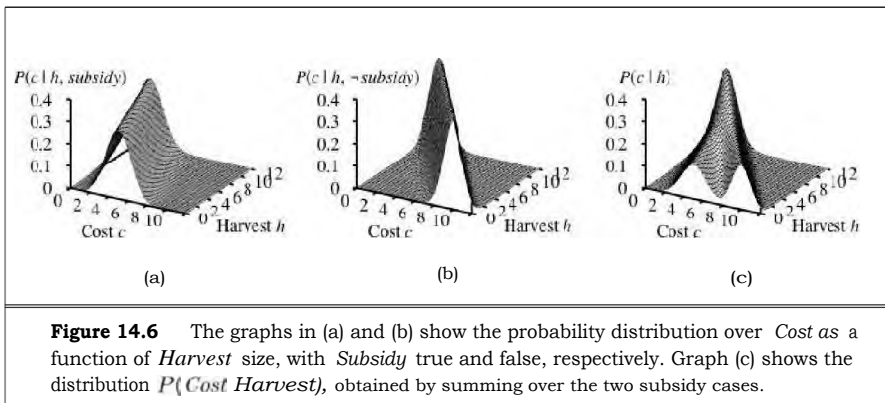 P(c | h, subsidy)
0.4
0.3
0.2
0.1
0
0 2 4 6 8 10
Cost c
0 2 4 6 8 10 12
Harvest h
(a)
P(c | h, ¬subsidy)
0.4
0.3
0.2
0.1
0
0 2 4 6 8 10
Cost c
0 2 4 6 8 10 12
Harvest h
(b)
P(c | h)
0.4
0.3
0.2
0.1
0
0 2 4 6 8 10
Cost c
0 2 4 6 8 10 12
Harvest h
(c)
Figure 14.6 The graphs in (a) and (b) show the probability distribution over Cost as a
function of Harvest size, with Subsidy true and false, respectively. Graph (c) shows the
distribution P(Cost Harvest), obtained by summing over the two subsidy cases.